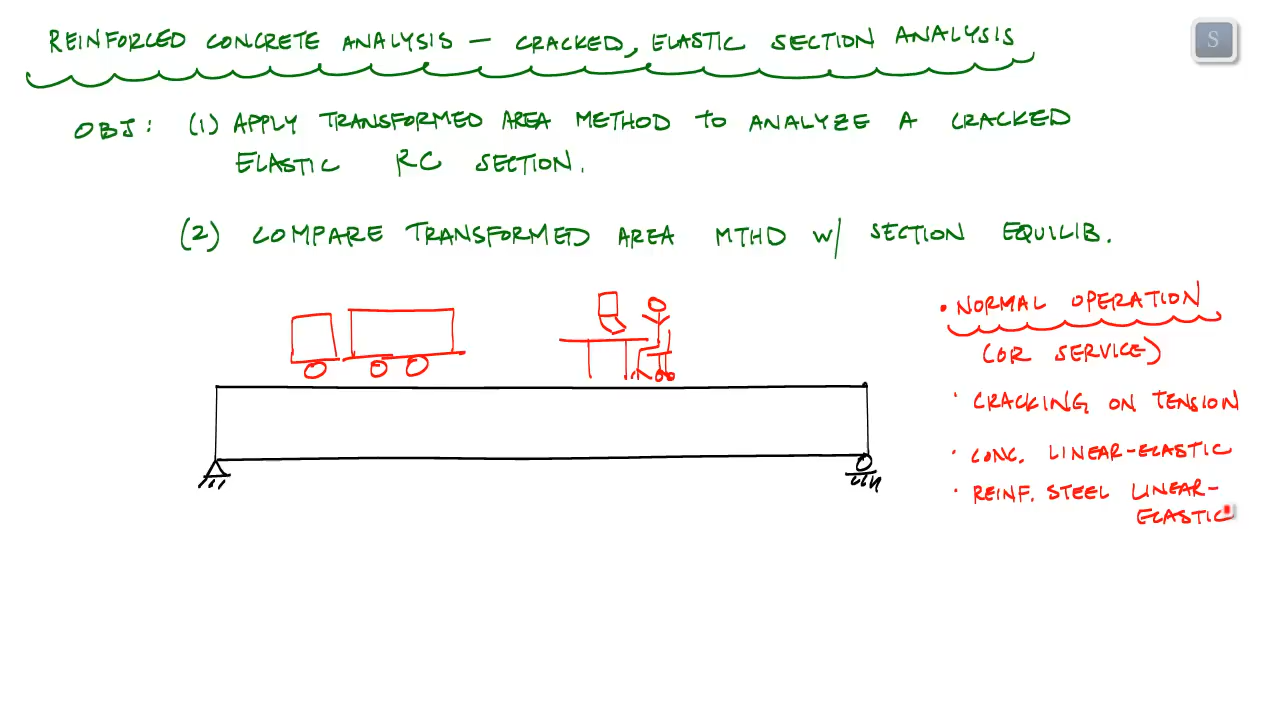 REINFORCED CONCRETE ANALYSIS - CRACKED, ELASTIC SECTION ANALYSIS
S
OBJ: (1) APPLY TRANSFORMED AREA METHOD TO ANALYZE A CRACKED
ELASTIC RC SECTION.
(2) COMPARE TRANSFORMED AREA MTHD W/ SECTION EQUILIB.
• NORMAL OPERATION
(OR SERVICE)
· CRACKING ON TENSION
· CONC. LINEAR-ELASTIC
· REINF. STEEL LINEAR-
ELASTIC